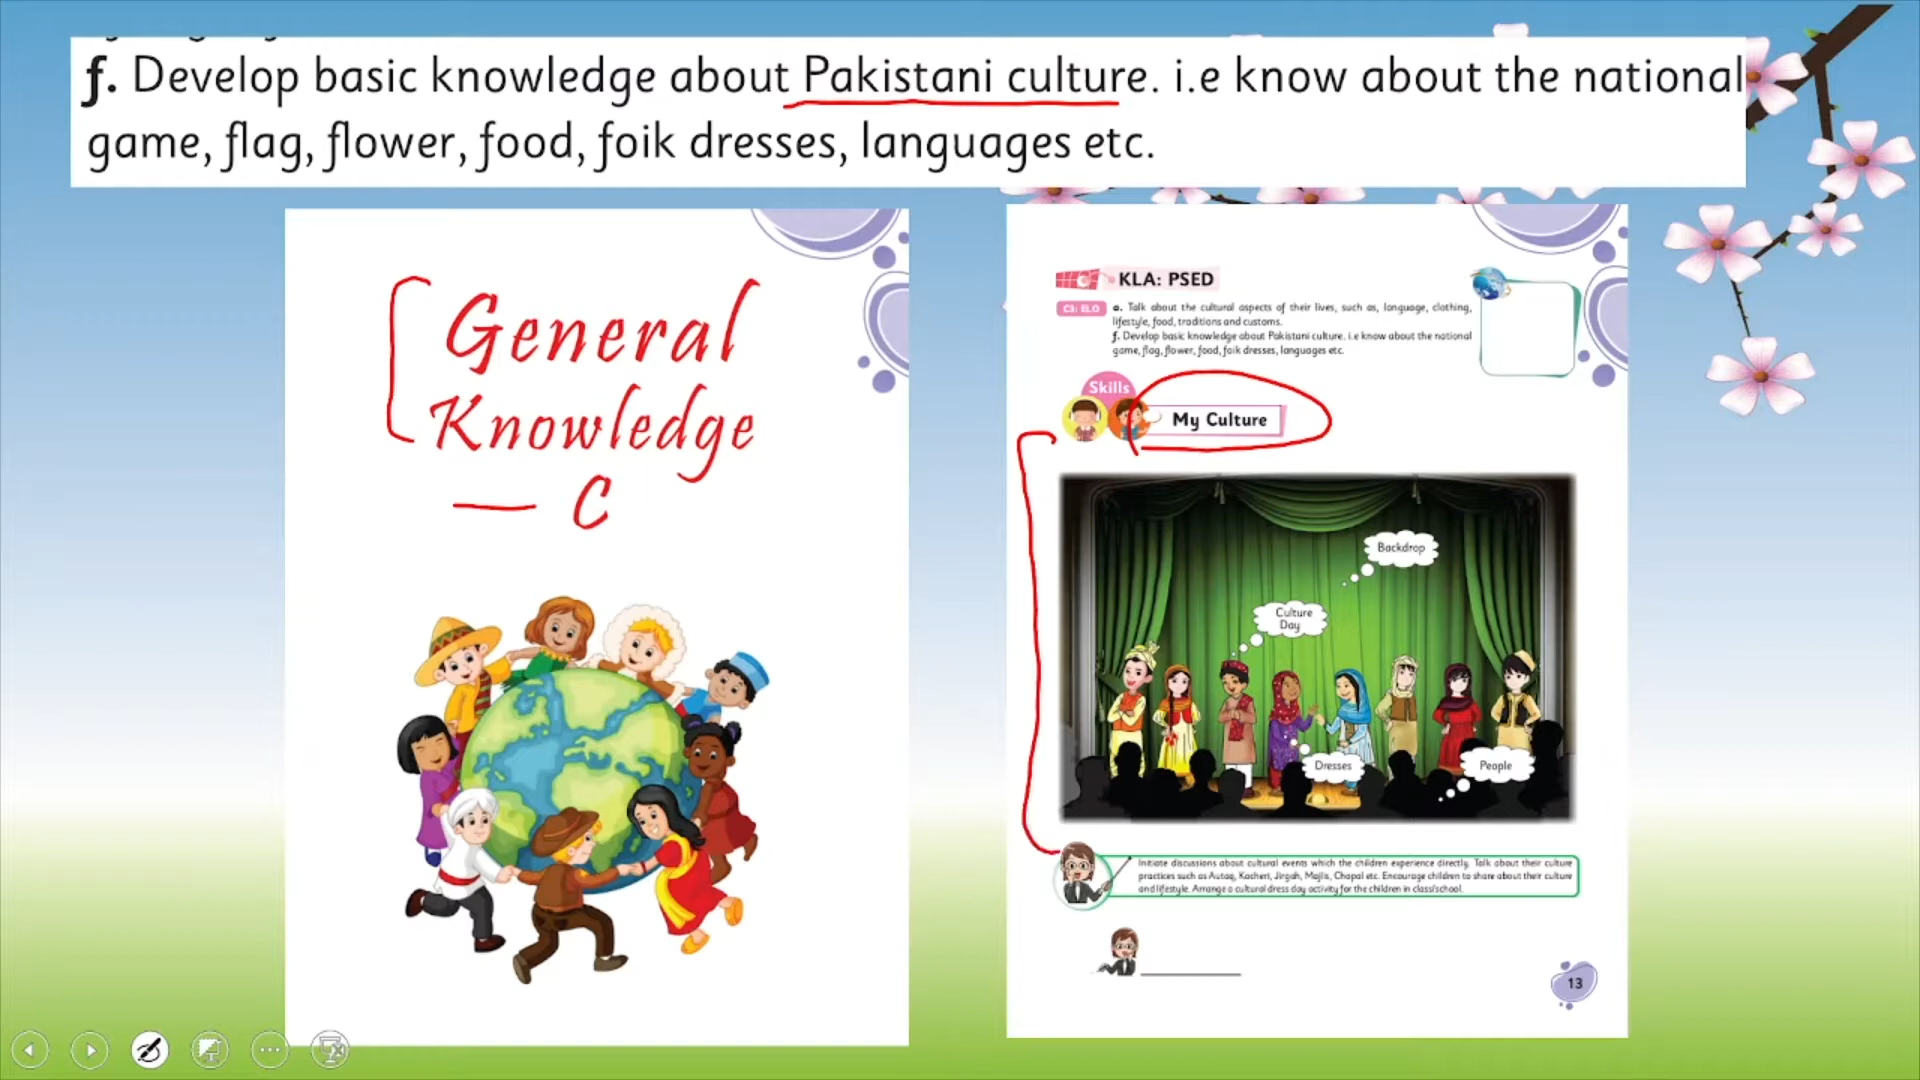 f. Develop basic knowledge about Pakistani culture. i.e know about the national
game, flag, flower, food, foik dresses, languages etc.
General
Knowledge
C
KLA: PSED
C3: ELO
a. Talk about the cultural aspects of their lives, such as, language, clothing,
lifestyle, food, traditions and customs.
f. Develop basic knowledge about Pakistani culture. i.e know about the national
game, flag, flower, food, foik dresses, languages etc.
Skills
My Culture
Backdrop
Culture
Day
Dresses
People
Initiate discussions about cultural events which the children experience directly. Talk about their culture
practices such as Autaq, Kacheri, Jirgah, Majlis, Chapal etc. Encourage children to share about their culture
and lifestyle. Arrange a cultural dress day activity for the children in class/school.
13